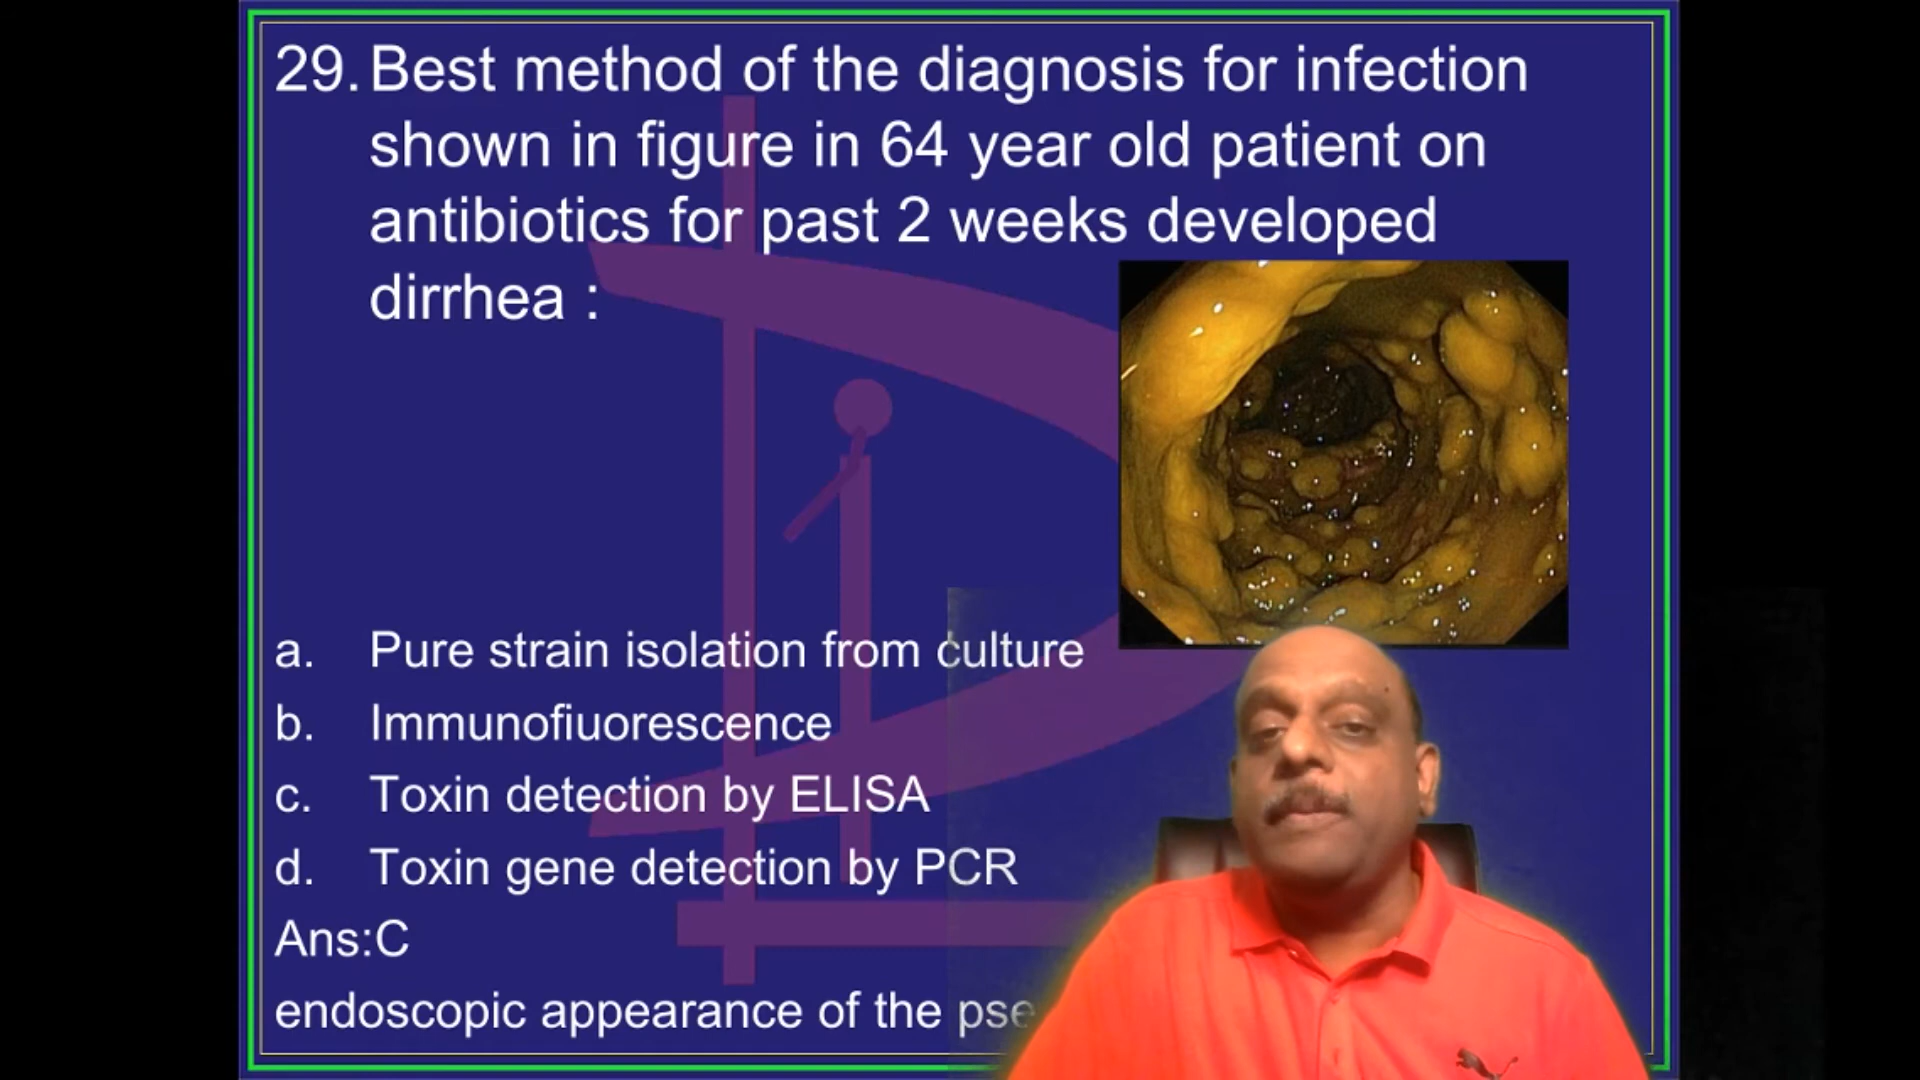 29. Best method of the diagnosis for infection
shown in figure in 64 year old patient on
antibiotics for past 2 weeks developed
dirrhea :
a. Pure strain isolation from culture
b. Immunofiuorescence
c. Toxin detection by ELISA
d. Toxin gene detection by PCR
Ans:C
endoscopic appearance of the